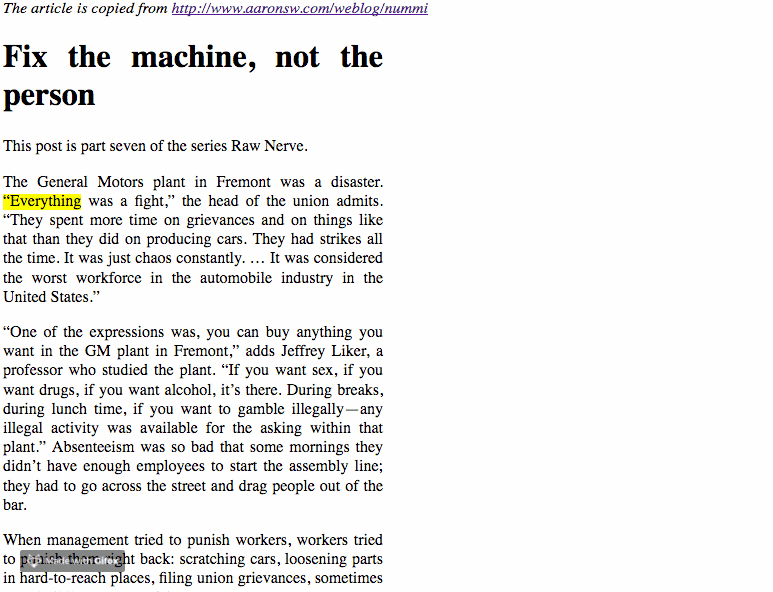 The article is copied from http://www.aaronsw.com/weblog/nummi
Fix the machine, not the
person
This post is part seven of the series Raw Nerve.
The General Motors plant in Fremont was a disaster.
“Everything was a fight,” the head of the union admits.
“They spent more time on grievances and on things like
that than they did on producing cars. They had strikes all
the time. It was just chaos constantly. … It was considered
the worst workforce in the automobile industry in the
United States.”
“One of the expressions was, you can buy anything you
want in the GM plant in Fremont,” adds Jeffrey Liker, a
professor who studied the plant. “If you want sex, if you
want drugs, if you want alcohol, it’s there. During breaks,
during lunch time, if you want to gamble illegally—any
illegal activity was available for the asking within that
plant.” Absenteeism was so bad that some mornings they
didn’t have enough employees to start the assembly line;
they had to go across the street and drag people out of the
bar.
When management tried to punish workers, workers tried
to punish them right back: scratching cars, loosening parts
in hard-to-reach places, filing union grievances, sometimes